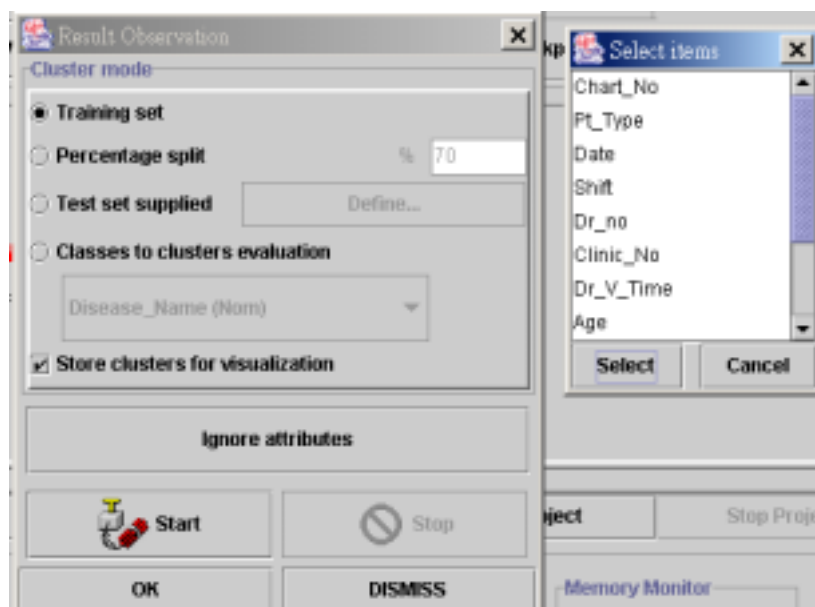 Result Observation
Cluster mode
Training set
Percentage split % 70
Test set supplied Define...
Classes to clusters evaluation
Disease_Name (Nom)
Store clusters for visualization
Ignore attributes
Start Stop
OK DISMISS
Select items
Chart_No
Pt_Type
Date
Shift
Dr_no
Clinic_No
Dr_V_Time
Age
Select Cancel
ject Stop Proje
Memory Monitor